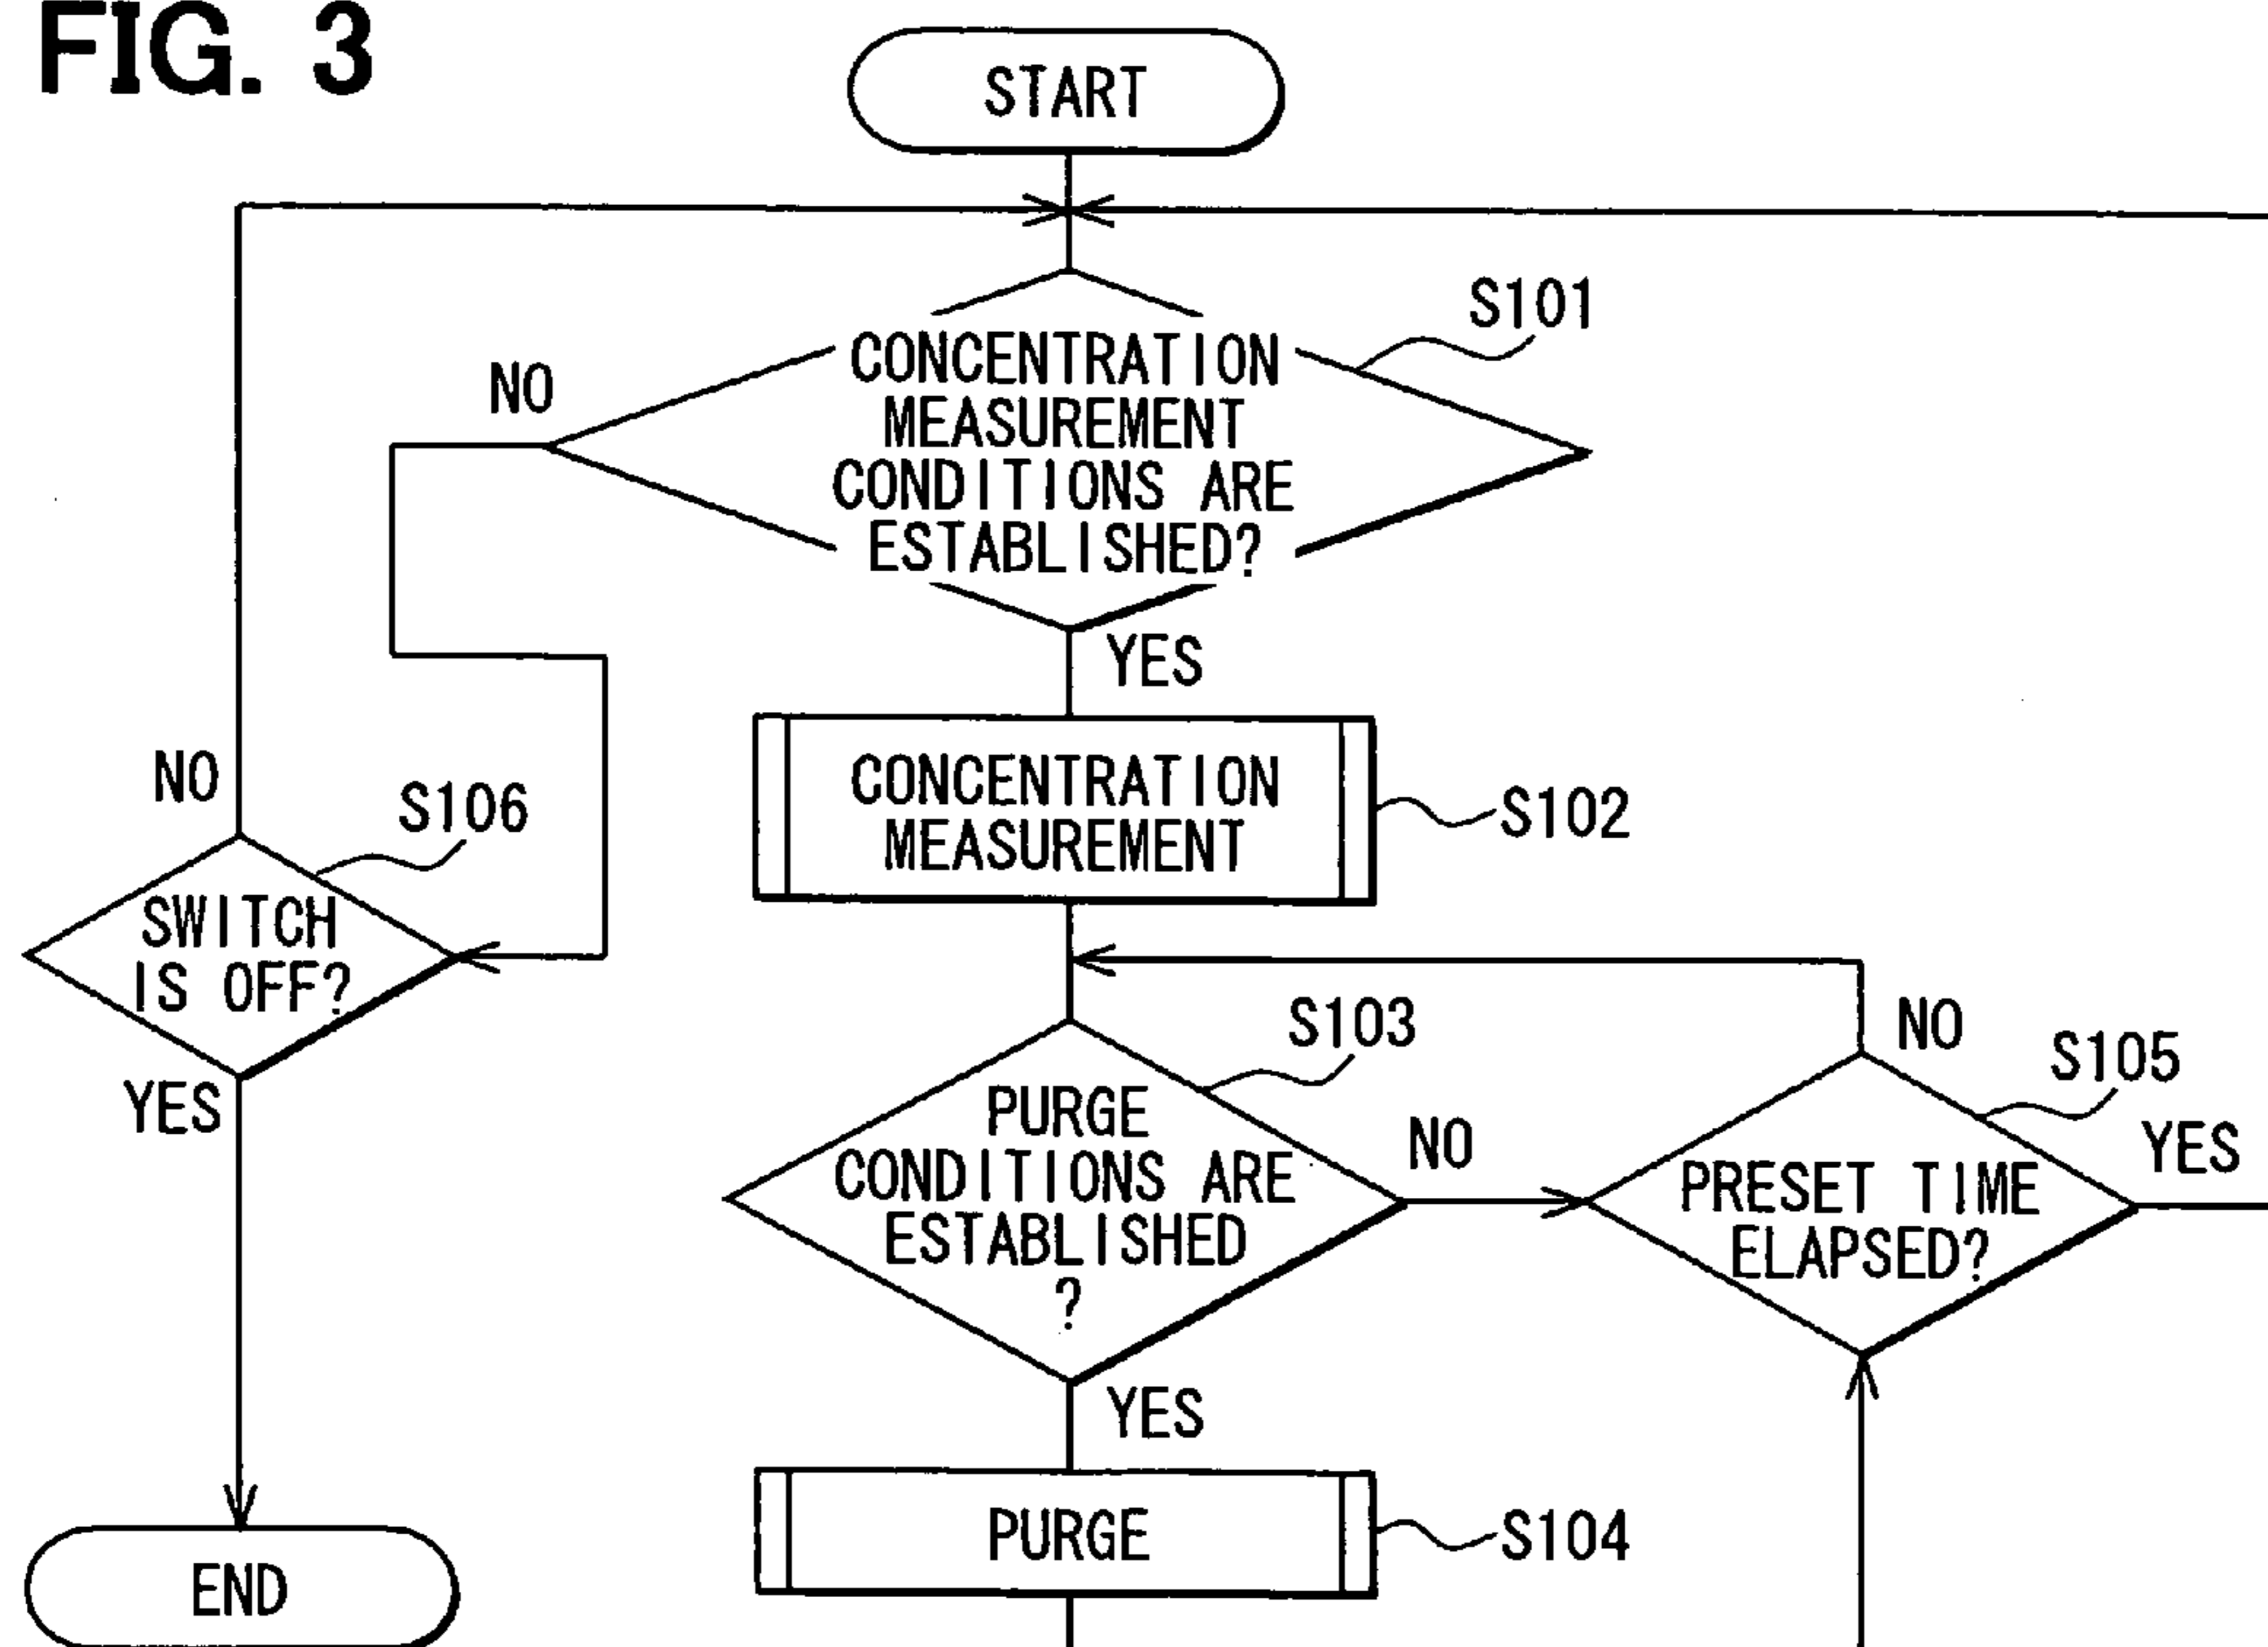 FIG. 3
START
S101
NO
CONCENTRATION
MEASUREMENT
CONDITIONS ARE
ESTABLISHED?
YES
CONCENTRATION
MEASUREMENT
S102
NO
S106
SWITCH
IS OFF?
YES
S103
PURGE
CONDITIONS ARE
ESTABLISHED
?
NO
NO
S105
PRESET TIME
ELAPSED?
YES
YES
PURGE
S104
END